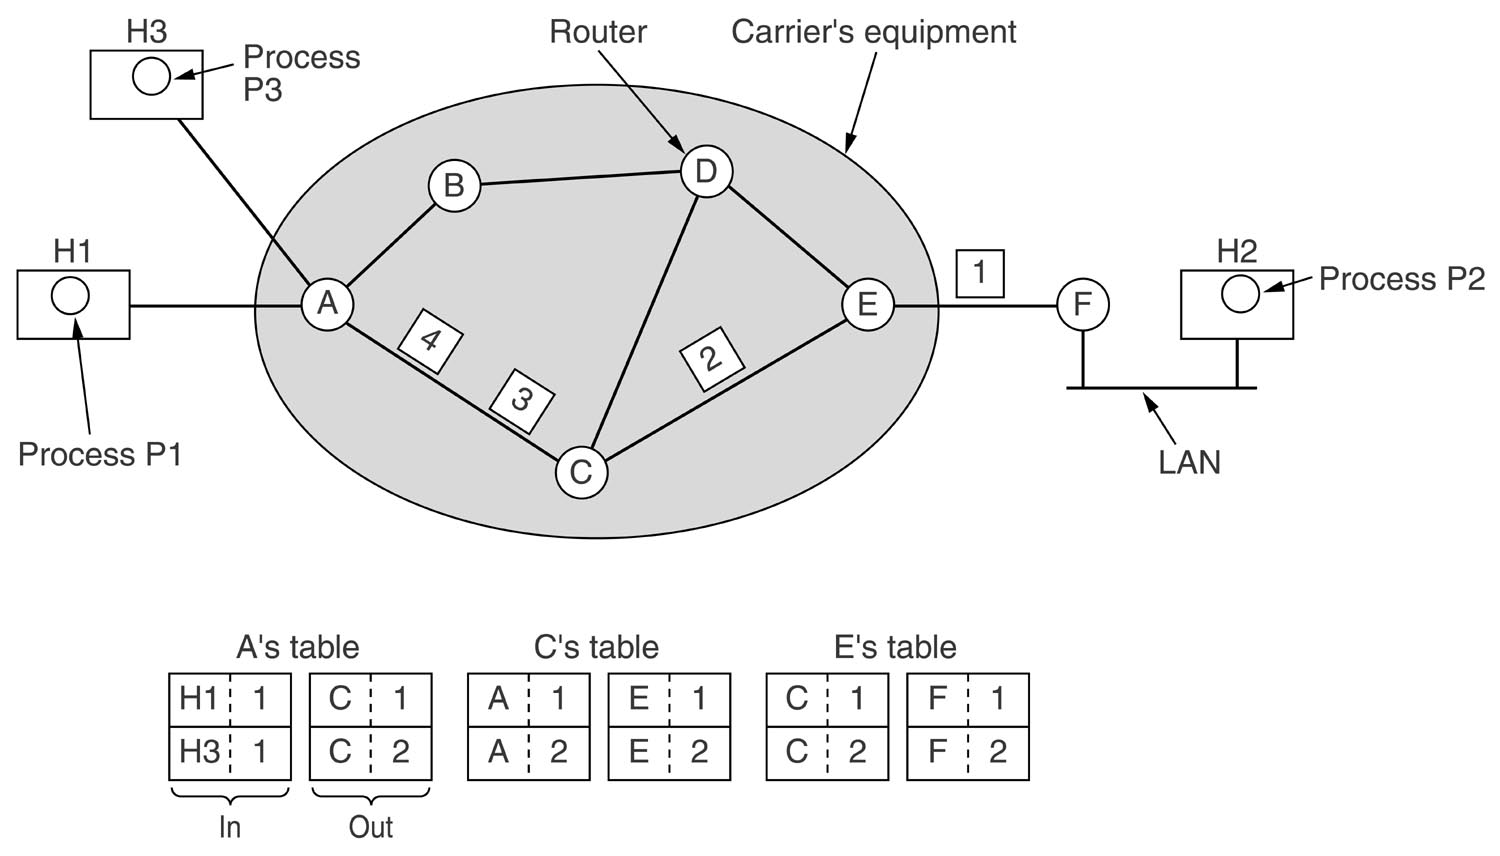 H3
Process
P3
Router
Carrier's equipment
B
D
H1
A
4
3
2
E
1
F
H2
Process P2
C
Process P1
LAN
A's table
C's table
E's table
H1 1 C 1 A 1 E 1 C 1 F 1
H3 1 C 2 A 2 E 2 C 2 F 2
In
Out